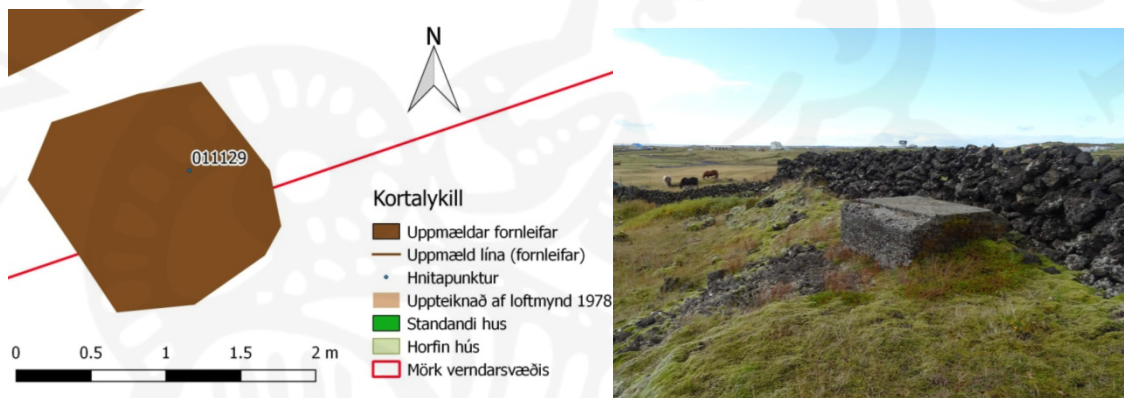 N
011129
Kortalykill
Uppmældar fornleifar
Uppmæld lína (fornleifar)
Hnitapunktur
Uppteiknað af loftmynd 1978
Standandi hus
Horfin hús
Mörk verndarsvæðis
0 0.5 1 1.5 2 m